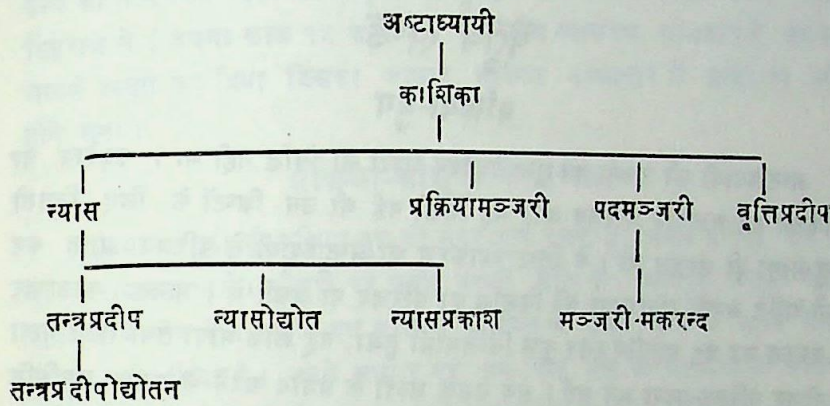 अष्टाध्यायी
काशिका
न्यास प्रक्रियामञ्जरी पदमञ्जरी वृत्तिप्रदीप
तन्त्रप्रदीप न्यासोद्योत न्यासप्रकाश मञ्जरी-मकरन्द
तन्त्रप्रदीपोद्योतन